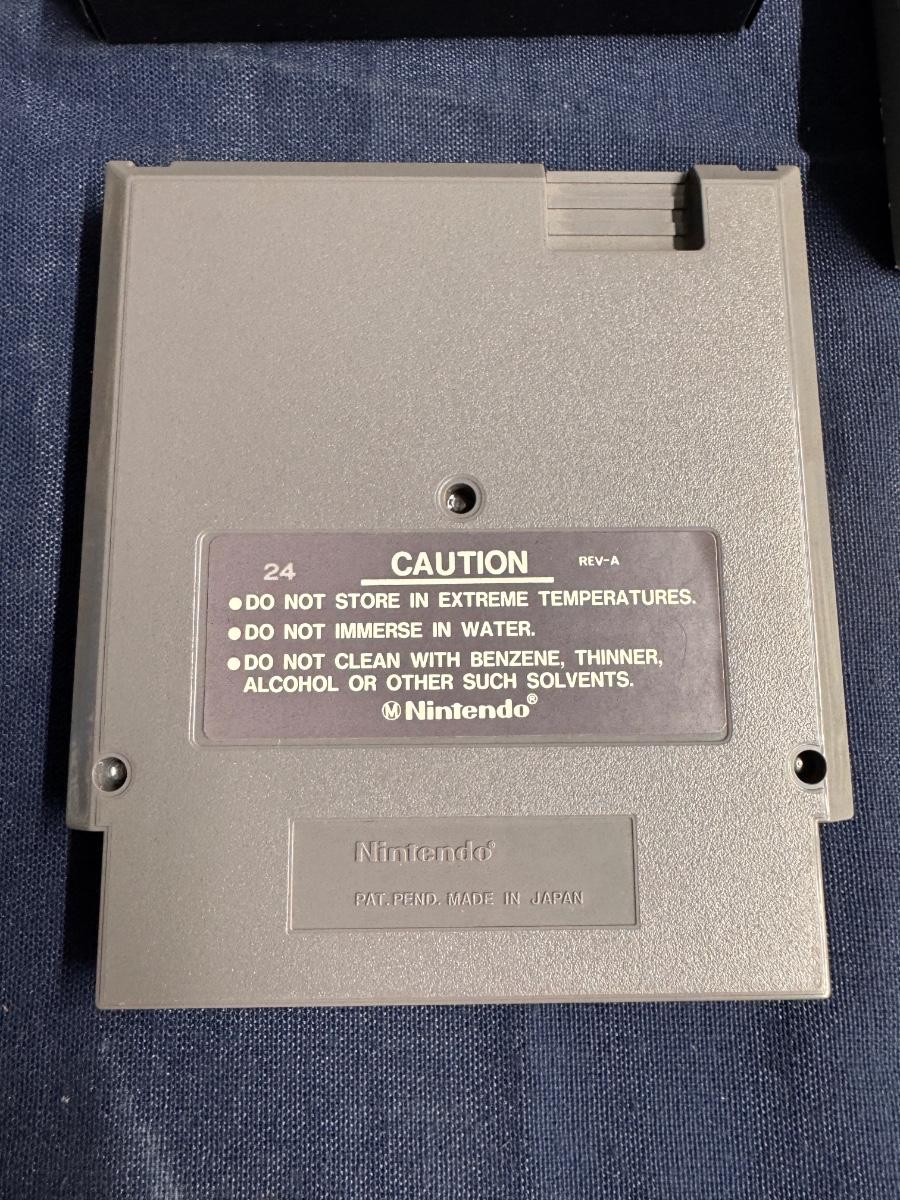 24 CAUTION REV-A
●DO NOT STORE IN EXTREME TEMPERATURES.
●DO NOT IMMERSE IN WATER.
●DO NOT CLEAN WITH BENZENE, THINNER,
ALCOHOL OR OTHER SUCH SOLVENTS.
Ⓜ Nintendo®
Nintendo®
PAT. PEND. MADE IN JAPAN